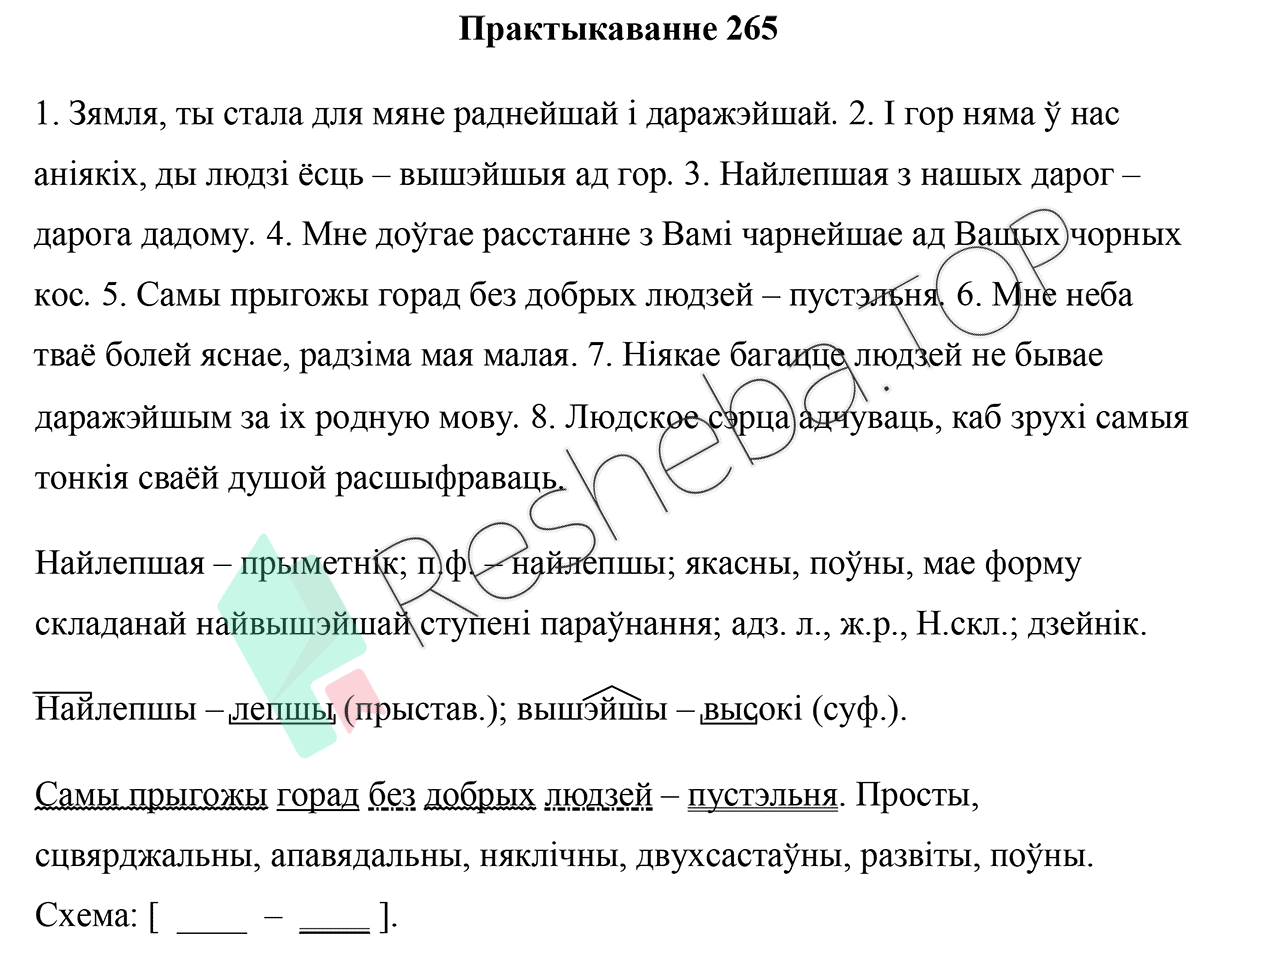 Практыкаванне 265
1. Зямля, ты стала для мяне раднейшай і даражэйшай. 2. І гор няма ў нас
аніякіх, ды людзі ёсць – вышэйшыя ад гор. 3. Найлепшая з нашых дарог –
дарога дадому. 4. Мне доўгае расстанне з Вамі чарнейшае ад Вашых чорных
кос. 5. Самы прыгожы горад без добрых людзей – пустэльня. 6. Мне неба
тваё болей яснае, радзіма мая малая. 7. Ніякае багацце людзей не бывае
даражэйшым за іх родную мову. 8. Людское сэрца адчуваць, каб зрухі самыя
тонкія сваёй душой расшыфраваць.
Найлепшая – прыметнік; п.ф. – найлепшы; якасны, поўны, мае форму
складанай найвышэйшай ступені параўнання; адз. л., ж.р., Н.скл.; дзейнік.
Найлепшы – лепшы (прыстав.); вышэйшы – высокі (суф.).
Самы прыгожы горад без добрых людзей – пустэльня. Просты,
сцвярджальны, апавядальны, няклічны, двухсастаўны, развіты, поўны.
Схема: [ ____ – ____ ].
Resheba.TOP